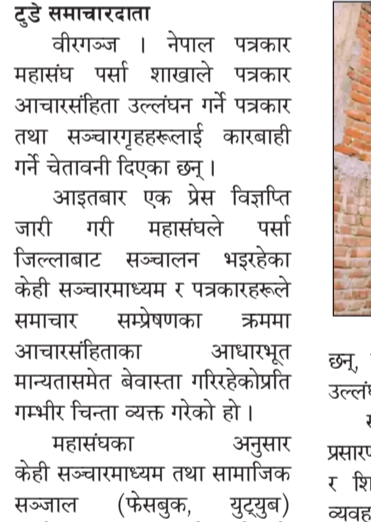 टुडे समाचारदाता
वीरगञ्ज । नेपाल पत्रकार
महासंघ पर्सा शाखाले पत्रकार
आचारसंहिता उल्लंघन गर्ने पत्रकार
तथा सञ्चारगृहहरूलाई कारबाही
गर्ने चेतावनी दिएका छन् ।
आइतबार एक प्रेस विज्ञप्ति
जारी गरी महासंघले पर्सा
जिल्लाबाट सञ्चालन भइरहेका
केही सञ्चारमाध्यम र पत्रकारहरूले
समाचार सम्प्रेषणका क्रममा
आचारसंहिताका आधारभूत
मान्यतासमेत बेवास्ता गरिरहेकोप्रति
गम्भीर चिन्ता व्यक्त गरेको हो ।
महासंघका अनुसार
केही सञ्चारमाध्यम तथा सामाजिक
सञ्जाल (फेसबुक, युट्युब)
छन्,